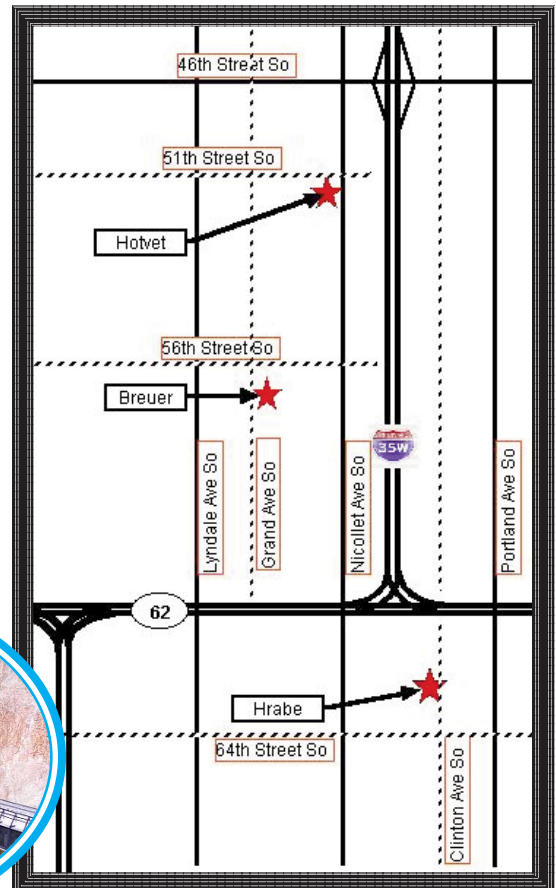 46th Street So
51th Street So
Hotvet
56th Street So
Breuer
35W
Lyndale Ave So
Grand Ave So
Nicollet Ave So
Portland Ave So
62
Hrabe
64th Street So
Clinton Ave So